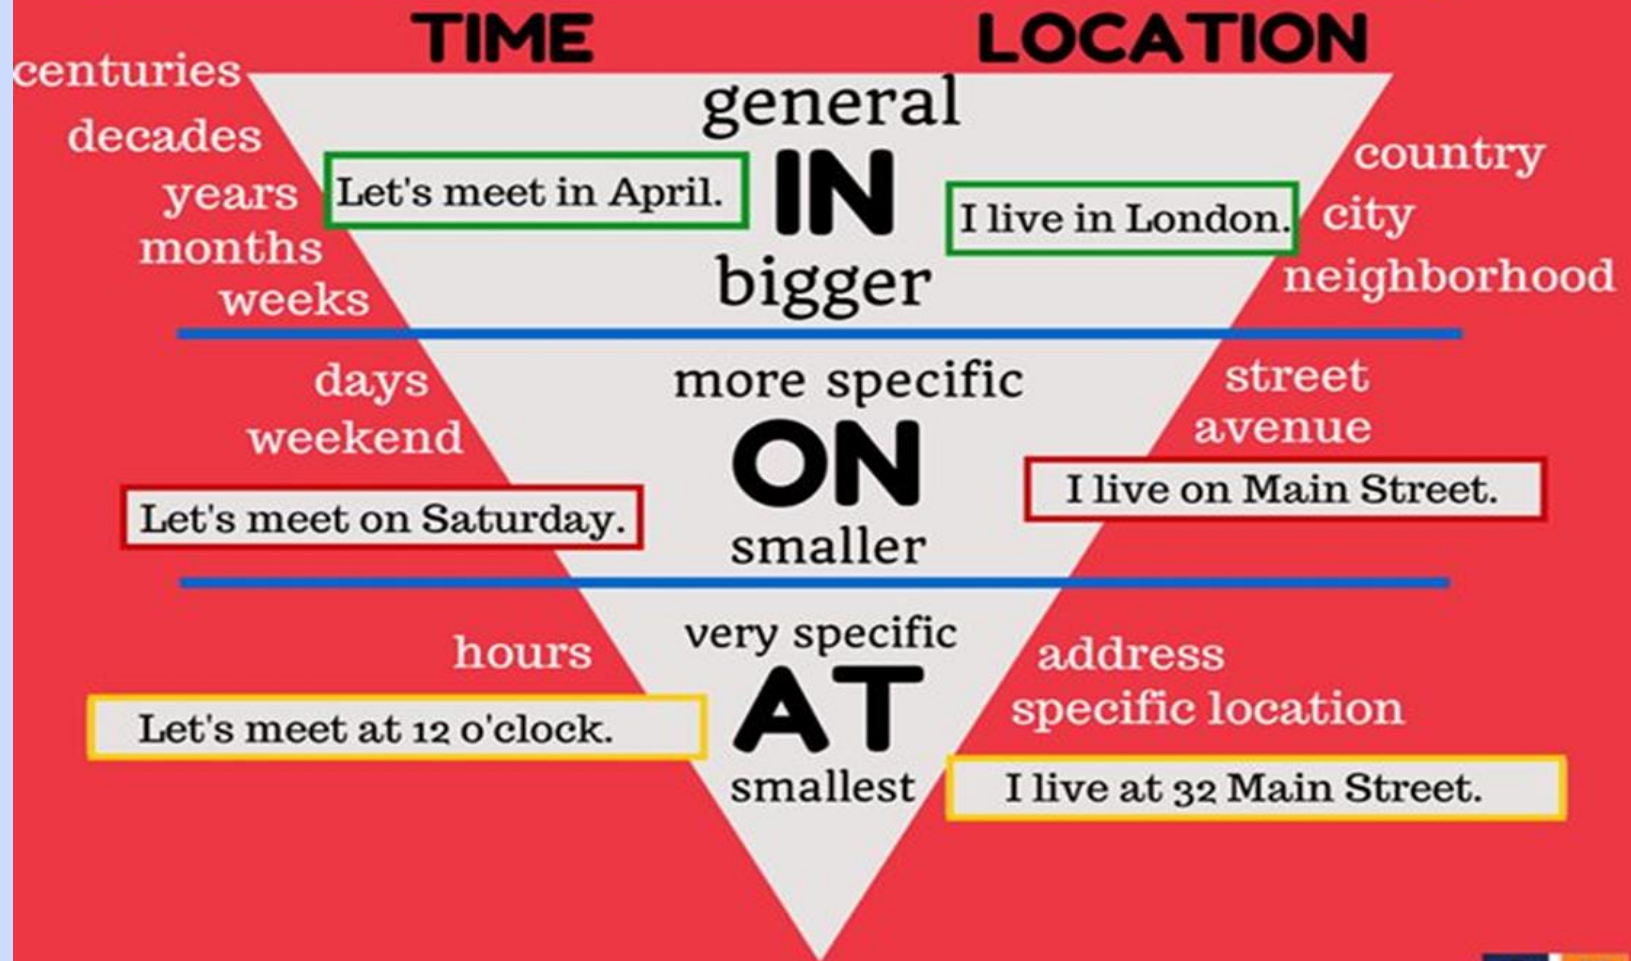 TIME
LOCATION
centuries
decades
years
months
weeks
general
IN
bigger
Let's meet in April.
I live in London.
country
city
neighborhood
days
weekend
more specific
ON
smaller
street
avenue
Let's meet on Saturday.
I live on Main Street.
hours
very specific
AT
smallest
address
specific location
Let's meet at 12 o'clock.
I live at 32 Main Street.